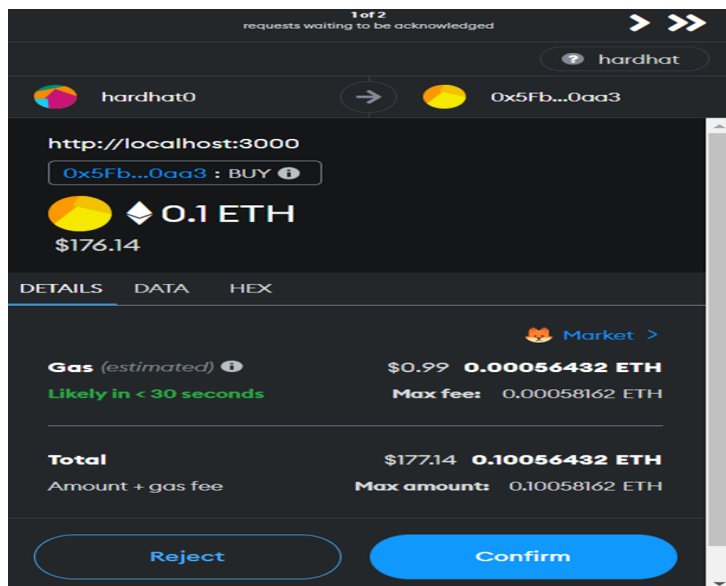 1 of 2
requests waiting to be acknowledged
hardhat
hardhat0 0x5Fb...0aa3
http://localhost:3000
0x5Fb...0aa3 : BUY
0.1 ETH
$176.14
DETAILS DATA HEX
Market >
Gas (estimated) $0.99 0.00056432 ETH
Likely in < 30 seconds Max fee: 0.00058162 ETH
Total $177.14 0.10056432 ETH
Amount + gas fee Max amount: 0.10058162 ETH
Reject Confirm